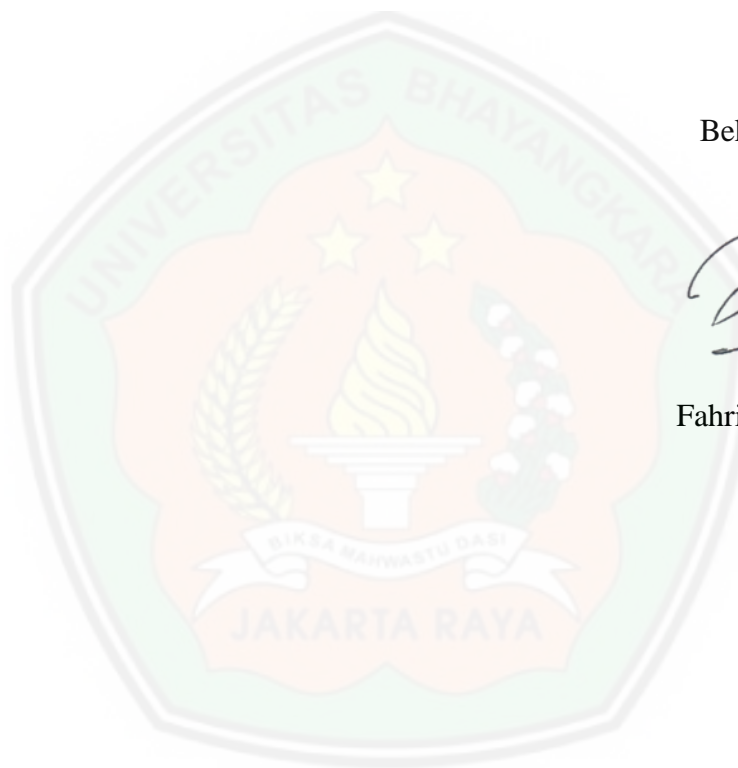 UNIVERSITAS BHAYANGKARA
Bel
Fahri
BIKSA MAHWASTU DASI
JAKARTA RAYA